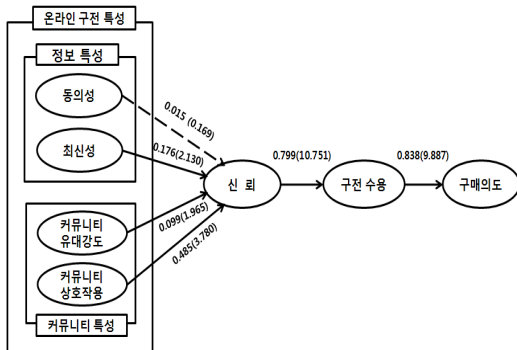 온라인 구전 특성
정보 특성
동의성
최신성
커뮤니티
유대강도
커뮤니티
상호작용
커뮤니티 특성
0.015 (0.169)
0.176(2.130)
0.099(1.965)
0.485(3.780)
신 뢰
0.799(10.751)
구전 수용
0.838(9.887)
구매의도